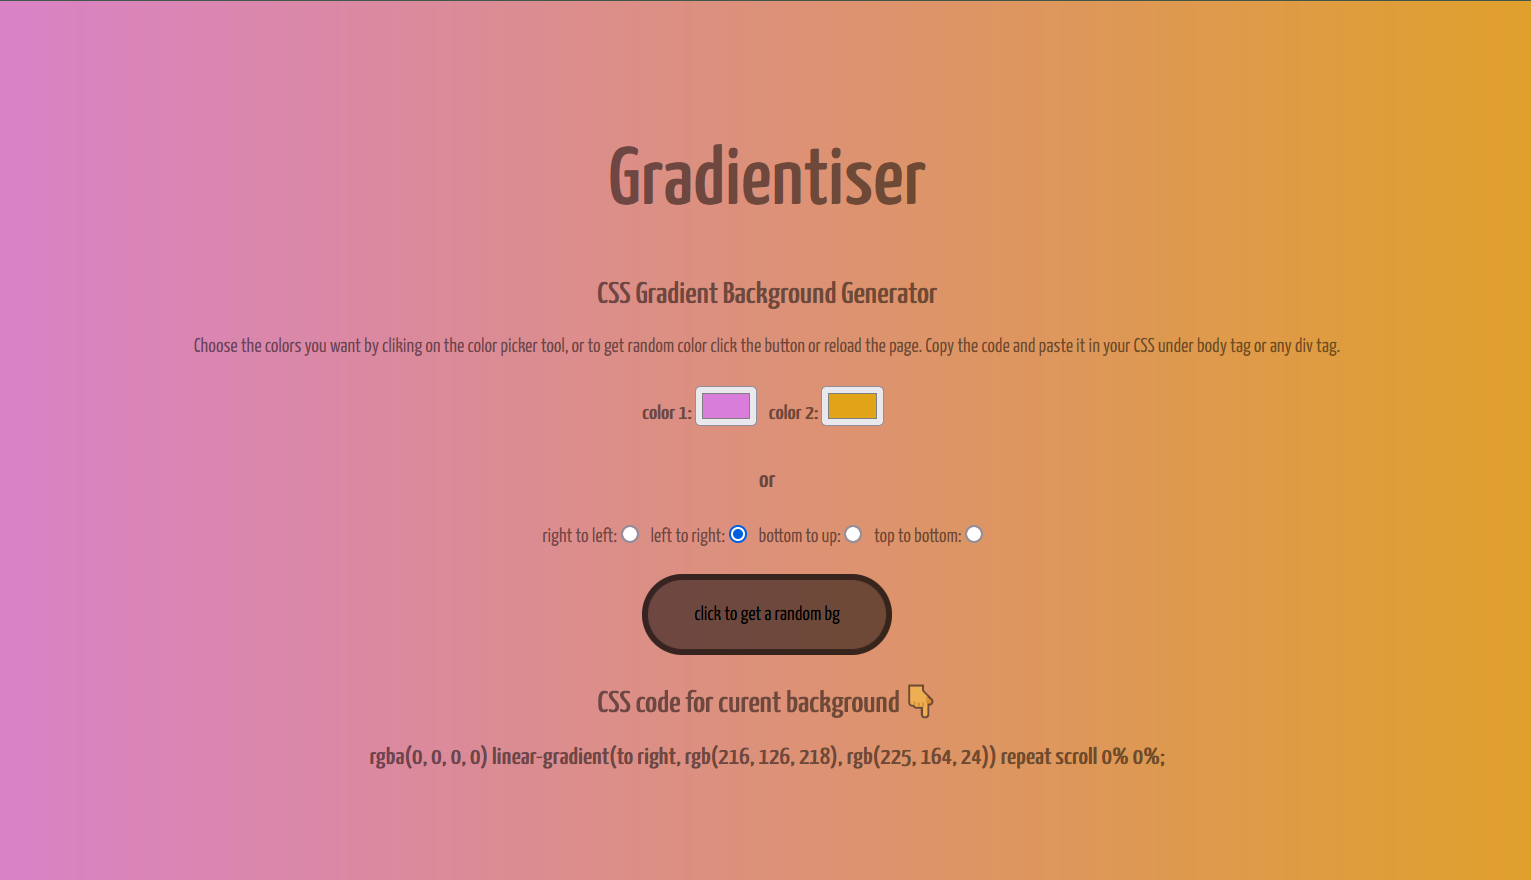 Gradientiser
CSS Gradient Background Generator
Choose the colors you want by cliking on the color picker tool, or to get random color click the button or reload the page. Copy the code and paste it in your CSS under body tag or any div tag.
color 1: color 2:
or
right to left: left to right: bottom to up: top to bottom:
click to get a random bg
CSS code for curent background 👇
rgba(0, 0, 0, 0) linear-gradient(to right, rgb(216, 126, 218), rgb(225, 164, 24)) repeat scroll 0% 0%;